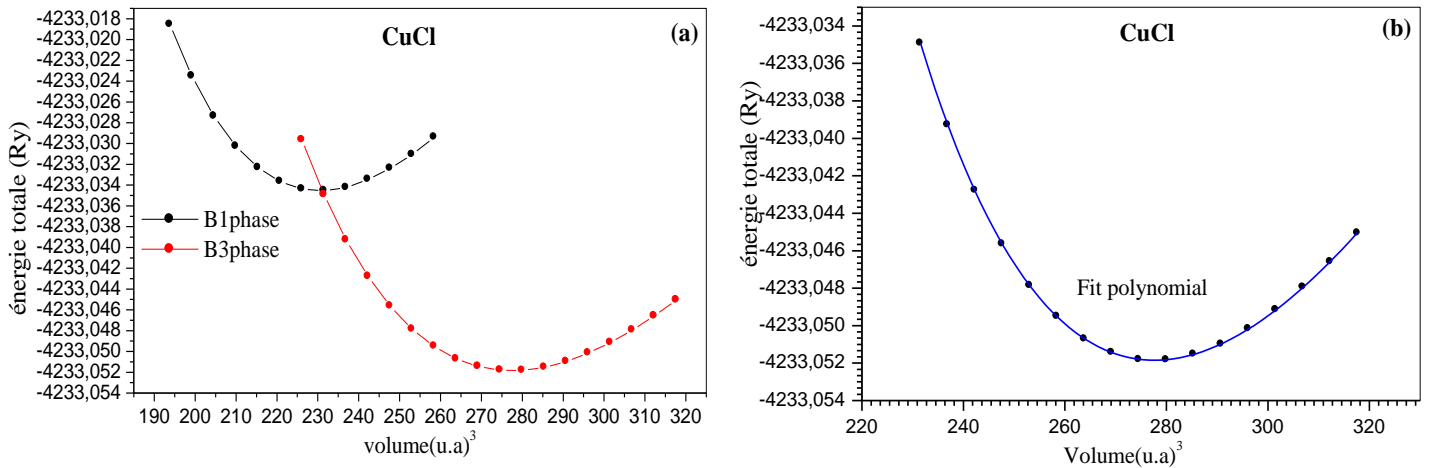 CuCl
(a)
énergie totale (Ry)
-4233,018
-4233,020
-4233,022
-4233,024
-4233,026
-4233,028
-4233,030
-4233,032
-4233,034
-4233,036
-4233,038
-4233,040
-4233,042
-4233,044
-4233,046
-4233,048
-4233,050
-4233,052
-4233,054
B1phase
B3phase
190 200 210 220 230 240 250 260 270 280 290 300 310 320
volume(u.a)³
CuCl
(b)
énergie totale (Ry)
-4233,034
-4233,036
-4233,038
-4233,040
-4233,042
-4233,044
-4233,046
-4233,048
-4233,050
-4233,052
-4233,054
Fit polynomial
220 240 260 280 300 320
Volume(u.a)³